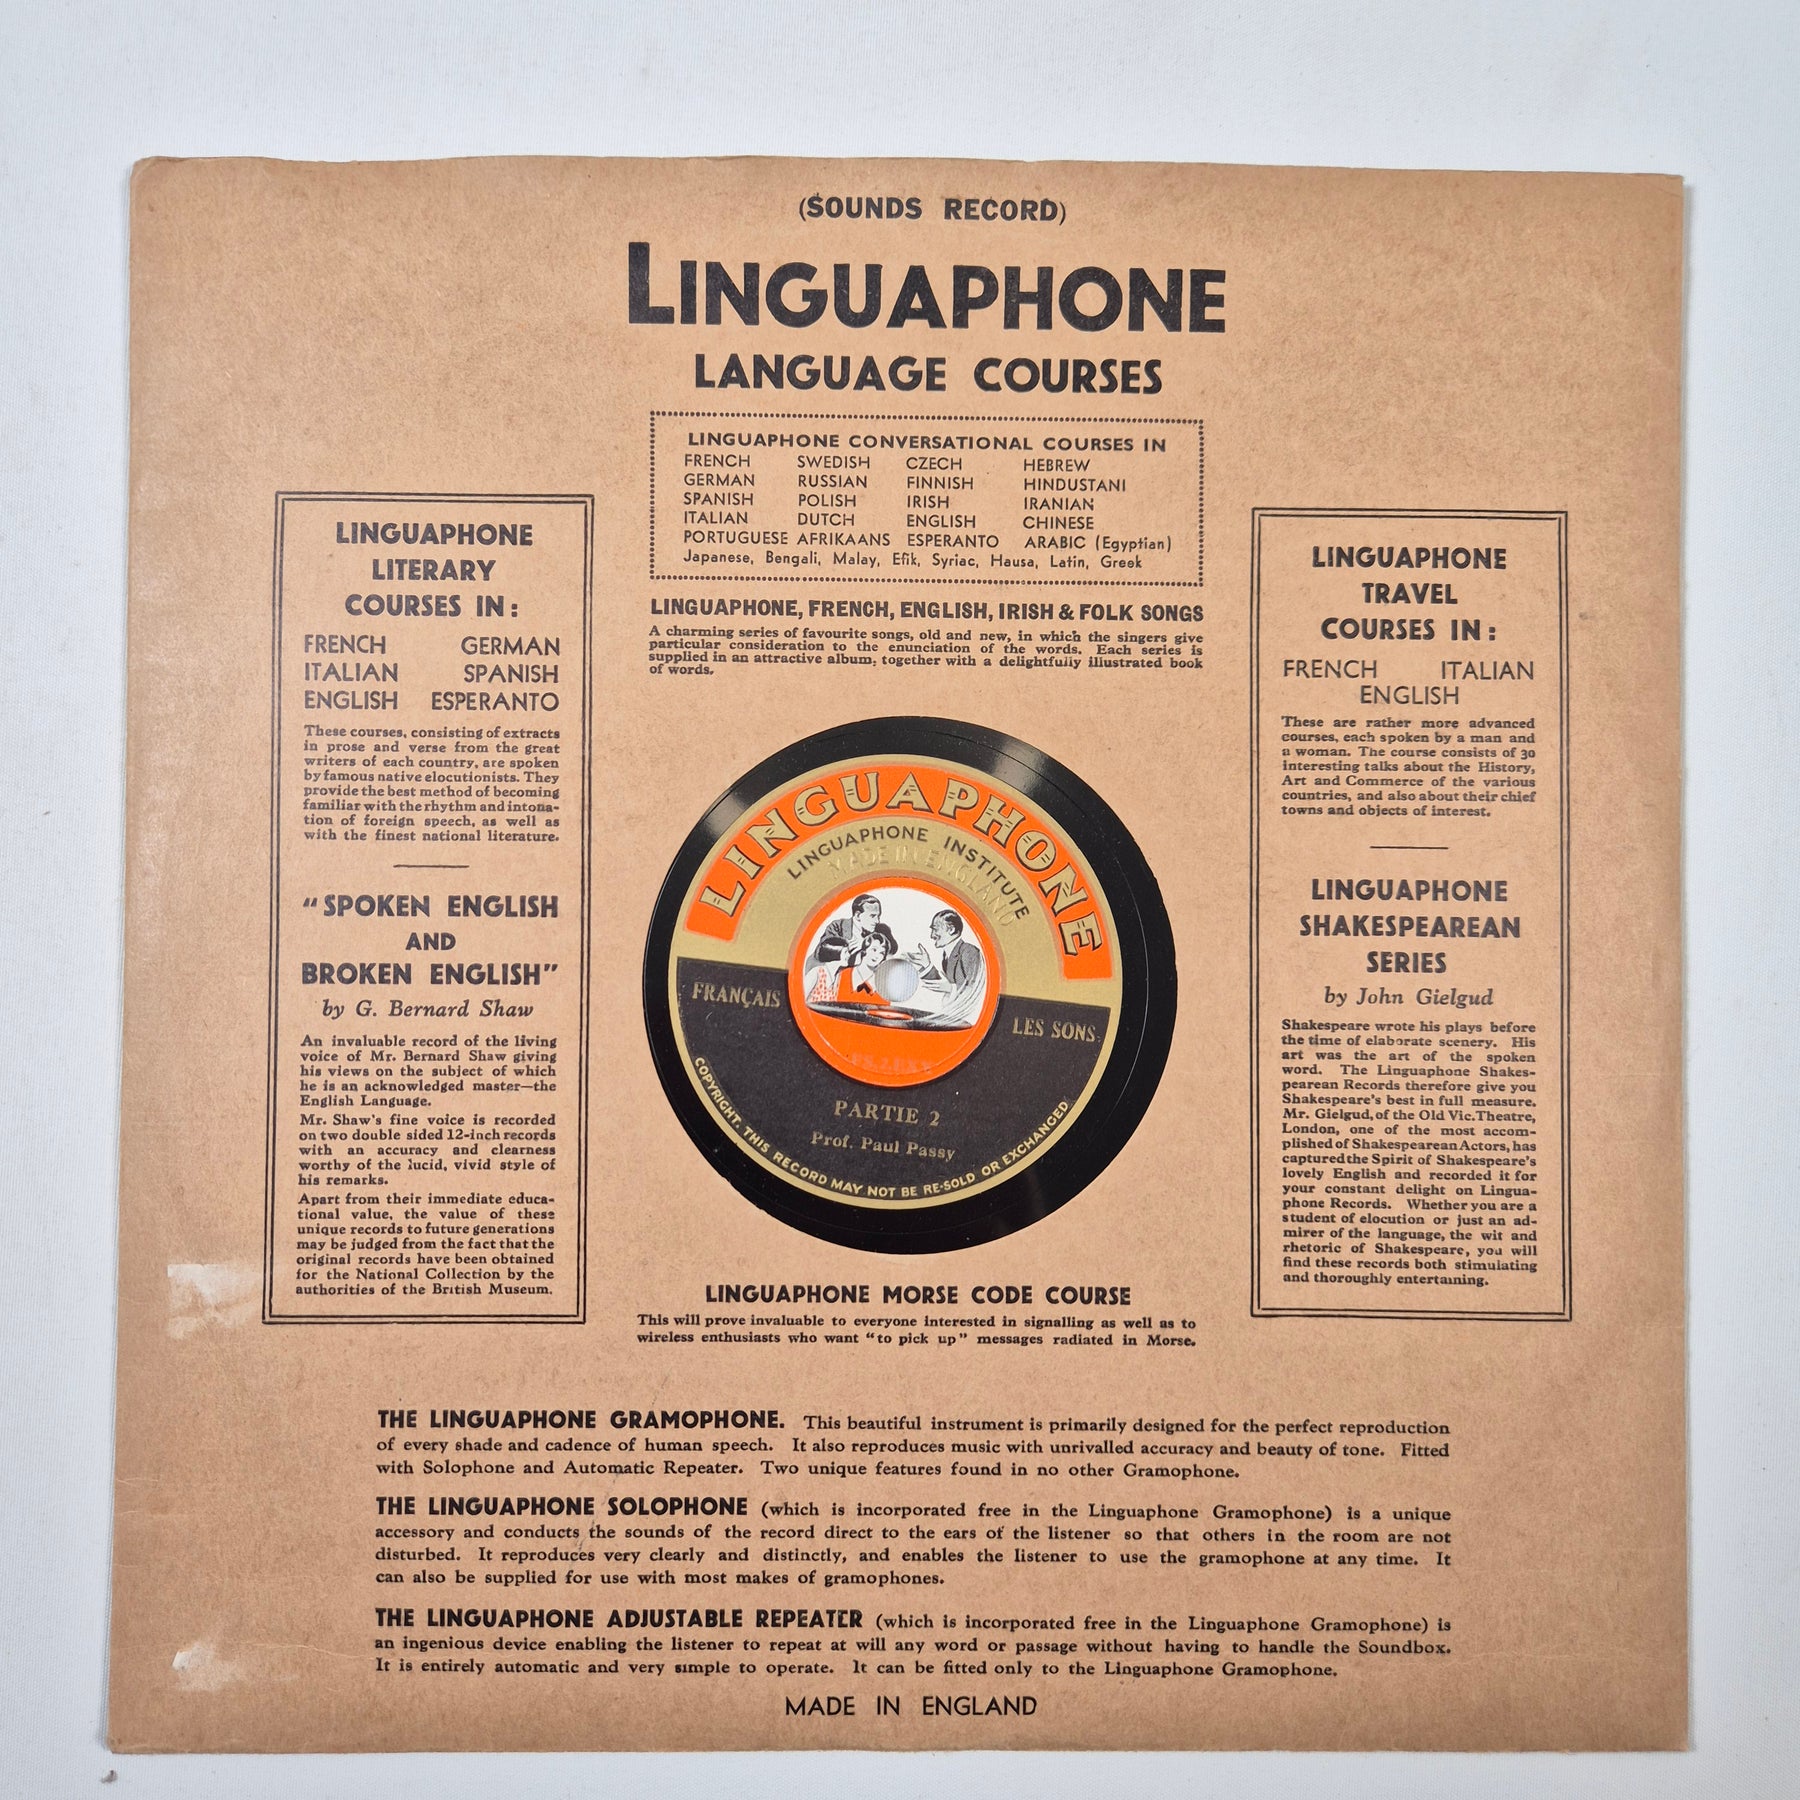 (SOUNDS RECORD)
LINGUAPHONE
LANGUAGE COURSES
LINGUAPHONE CONVERSATIONAL COURSES IN
FRENCH SWEDISH CZECH HEBREW
GERMAN RUSSIAN FINNISH HINDUSTANI
SPANISH POLISH IRISH IRANIAN
ITALIAN DUTCH ENGLISH CHINESE
PORTUGUESE AFRIKAANS ESPERANTO ARABIC (Egyptian)
Japanese, Bengali, Malay, Efik, Syriac, Hausa, Latin, Greek
LINGUAPHONE, FRENCH, ENGLISH, IRISH & FOLK SONGS
A charming series of favourite songs, old and new, in which the singers give
particular consideration to the enunciation of the words. Each series is
supplied in an attractive album, together with a delightfully illustrated book
of words.
LINGUAPHONE
LITERARY
COURSES IN:
FRENCH GERMAN
ITALIAN SPANISH
ENGLISH ESPERANTO
These courses, consisting of extracts
in prose and verse from the great
writers of each country, are spoken
by famous native elocutionists. They
provide the best method of becoming
familiar with the rhythm and intona-
tion of foreign speech, as well as
with the finest national literature.
"SPOKEN ENGLISH
AND
BROKEN ENGLISH"
by G. Bernard Shaw
An invaluable record of the living
voice of Mr. Bernard Shaw giving
his views on the subject of which
he is an acknowledged master—the
English Language.
Mr. Shaw's fine voice is recorded
on two double sided 12-inch records
with an accuracy and clearness
worthy of the lucid, vivid style of
his remarks.
Apart from their immediate educa-
tional value, the value of these
unique records to future generations
may be judged from the fact that the
original records have been obtained
for the National Collection by the
authorities of the British Museum.
LINGUAPHONE
LINGUAPHONE INSTITUTE
MADE IN ENGLAND
FRANÇAIS
LES SONS
PARTIE 2
Prof. Paul Passy
COPYRIGHT. THIS RECORD MAY NOT BE RE-SOLD OR EXCHANGED
LINGUAPHONE
TRAVEL
COURSES IN:
FRENCH ITALIAN
ENGLISH
These are rather more advanced
courses, each spoken by a man and
a woman. The course consists of 30
interesting talks about the History,
Art and Commerce of the various
countries, and also about their chief
towns and objects of interest.
LINGUAPHONE
SHAKESPEAREAN
SERIES
by John Gielgud
Shakespeare wrote his plays before
the time of elaborate scenery. His
art was the art of the spoken
word. The Linguaphone Shakes-
pearean Records therefore give you
Shakespeare's best in full measure.
Mr. Gielgud, of the Old Vic. Theatre,
London, one of the most accom-
plished of Shakespearean Actors, has
captured the Spirit of Shakespeare's
lovely English and recorded it for
your constant delight on Lingua-
phone Records. Whether you are a
student of elocution or just an ad-
mirer of the language, the wit and
rhetoric of Shakespeare, you will
find these records both stimulating
and thoroughly entertaining.
LINGUAPHONE MORSE CODE COURSE
This will prove invaluable to everyone interested in signalling as well as to
wireless enthusiasts who want "to pick up" messages radiated in Morse.
THE LINGUAPHONE GRAMOPHONE. This beautiful instrument is primarily designed for the perfect reproduction
of every shade and cadence of human speech. It also reproduces music with unrivalled accuracy and beauty of tone. Fitted
with Solophone and Automatic Repeater. Two unique features found in no other Gramophone.
THE LINGUAPHONE SOLOPHONE (which is incorporated free in the Linguaphone Gramophone) is a unique
accessory and conducts the sounds of the record direct to the ears of the listener so that others in the room are not
disturbed. It reproduces very clearly and distinctly, and enables the listener to use the gramophone at any time. It
can also be supplied for use with most makes of gramophones.
THE LINGUAPHONE ADJUSTABLE REPEATER (which is incorporated free in the Linguaphone Gramophone) is
an ingenious device enabling the listener to repeat at will any word or passage without having to handle the Soundbox.
It is entirely automatic and very simple to operate. It can be fitted only to the Linguaphone Gramophone.
MADE IN ENGLAND